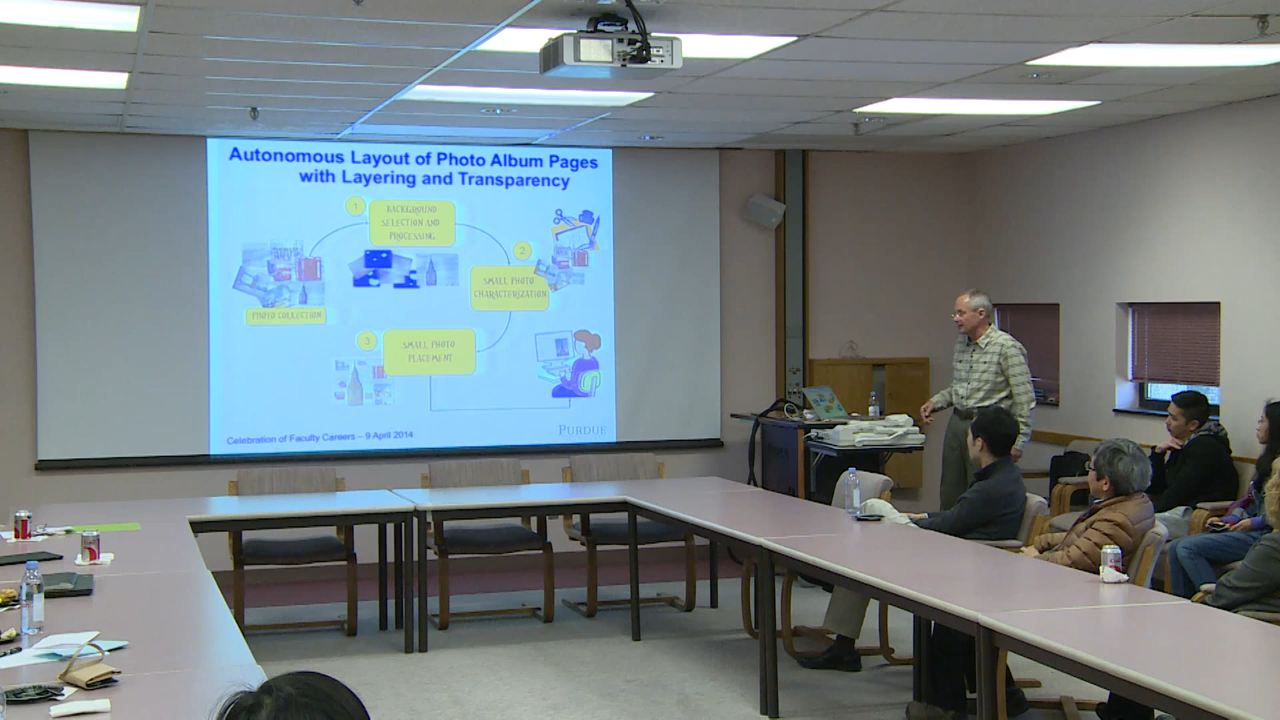 Autonomous Layout of Photo Album Pages
with Layering and Transparency
1
BACKGROUND
SELECTION AND
PROCESSING
2
SMALL PHOTO
CHARACTERIZATION
PHOTO COLLECTION
3
SMALL PHOTO
PLACEMENT
Celebration of Faculty Careers – 9 April 2014
PURDUE